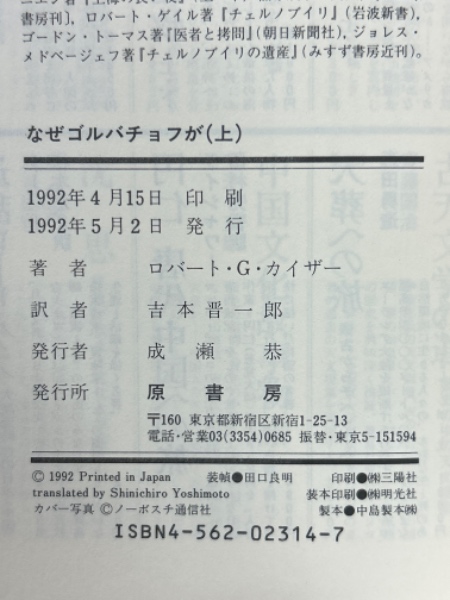 書房刊〕, ロバート・ゲイル著『チェルノブイリ』(岩波新書),
ゴードン・トーマス著『医者と拷問』(朝日新聞社), ジョレス・
メドベージェフ著『チェルノブイリの遺産』(みすず書房近刊)。
なぜゴルバチョフが(上)
1992年4月15日 印刷
1992年5月2日 発行
著者 ロバート・G・カイザー
訳者 吉本晋一郎
発行者 成瀬恭
発行所 原書房
〒160 東京都新宿区新宿1-25-13
電話・営業03(3354)0685 振替・東京5-151594
© 1992 Printed in Japan 装幀●田口良明 印刷●㈱三陽社
translated by Shinichiro Yoshimoto 装本印刷●㈱明光社
カバー写真 © ノーボスチ通信社 製本●中島製本㈱
ISBN4-562-02314-7